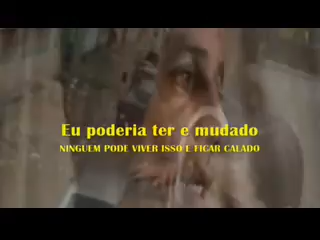 Eu poderia ter e mudado
NINGUEM PODE VIVER ISSO E FICAR CALADO